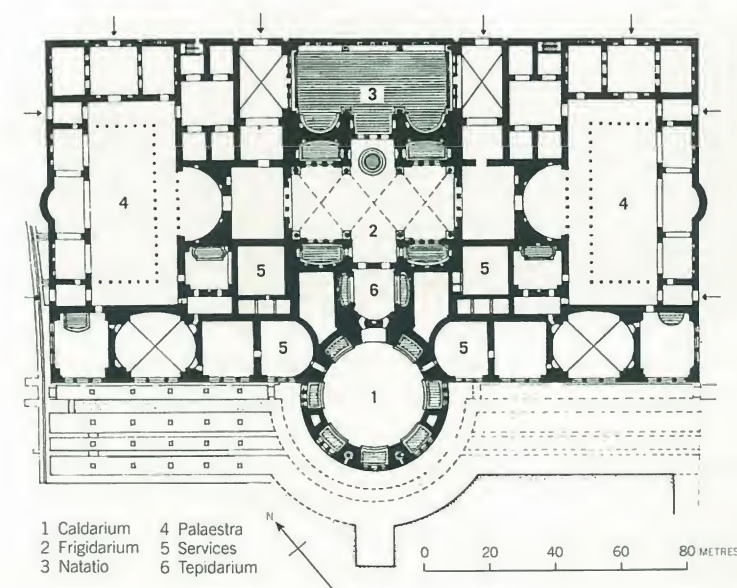 3
4
4
2
5
5
6
5
5
1
1 Caldarium
2 Frigidarium
3 Natatio
4 Palaestra
5 Services
6 Tepidarium
N
0 20 40 60 80 METRES